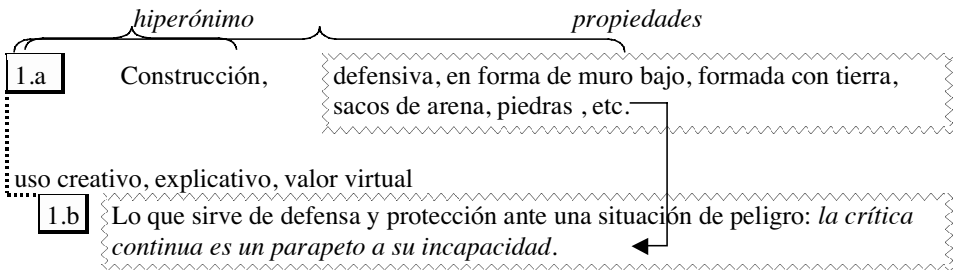 hiperónimo propiedades
1.a Construcción, defensiva, en forma de muro bajo, formada con tierra,
sacos de arena, piedras , etc.
uso creativo, explicativo, valor virtual
1.b Lo que sirve de defensa y protección ante una situación de peligro: la crítica
continua es un parapeto a su incapacidad.